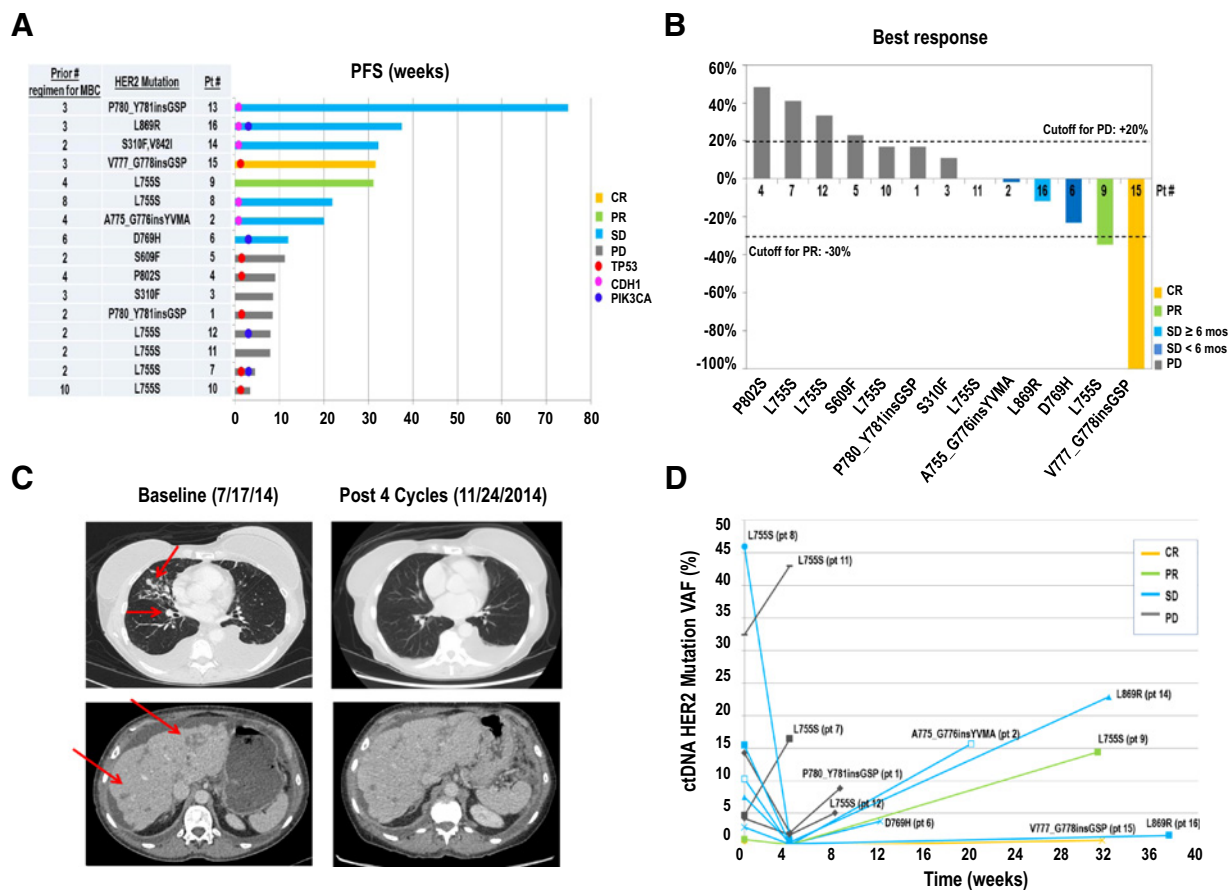 A
PFS (weeks)
Prior # regimen for MBC HER2 Mutation Pt #
3 P780_Y781insGSP 13
3 L869R 16
2 S310F,V842I 14
3 V777_G778insGSP 15
4 L755S 9
8 L755S 8
4 A775_G776insYVMA 2
6 D769H 6
2 S609F 5
4 P802S 4
3 S310F 3
2 P780_Y781insGSP 1
2 L755S 12
2 L755S 11
2 L755S 7
10 L755S 10
0 10 20 30 40 50 60 70 80
CR
PR
SD
PD
TP53
CDH1
PIK3CA
B
Best response
60%
40%
20%
0%
-20%
-40%
-60%
-80%
-100%
Cutoff for PD: +20%
4 7 12 5 10 1 3 11 2 16 6 9 15 Pt #
Cutoff for PR: -30%
CR
PR
SD ≥ 6 mos
SD < 6 mos
PD
P802S
L755S
L755S
S609F
L755S
P780_Y781insGSP
S310F
L755S
A755_G776insYVMA
L869R
D769H
L755S
V777_G778insGSP
C
Baseline (7/17/14)
Post 4 Cycles (11/24/2014)
D
ctDNA HER2 Mutation VAF (%)
50
45
40
35
30
25
20
15
10
5
0
L755S (pt 8)
L755S (pt 11)
L869R (pt 14)
L755S (pt 7)
A775_G776insYVMA (pt 2)
L755S (pt 9)
P780_Y781insGSP (pt 1)
L755S (pt 12)
D769H (pt 6)
V777_G778insGSP (pt 15)
L869R (pt 16)
CR
PR
SD
PD
0 4 8 12 16 20 24 28 32 36 40
Time (weeks)